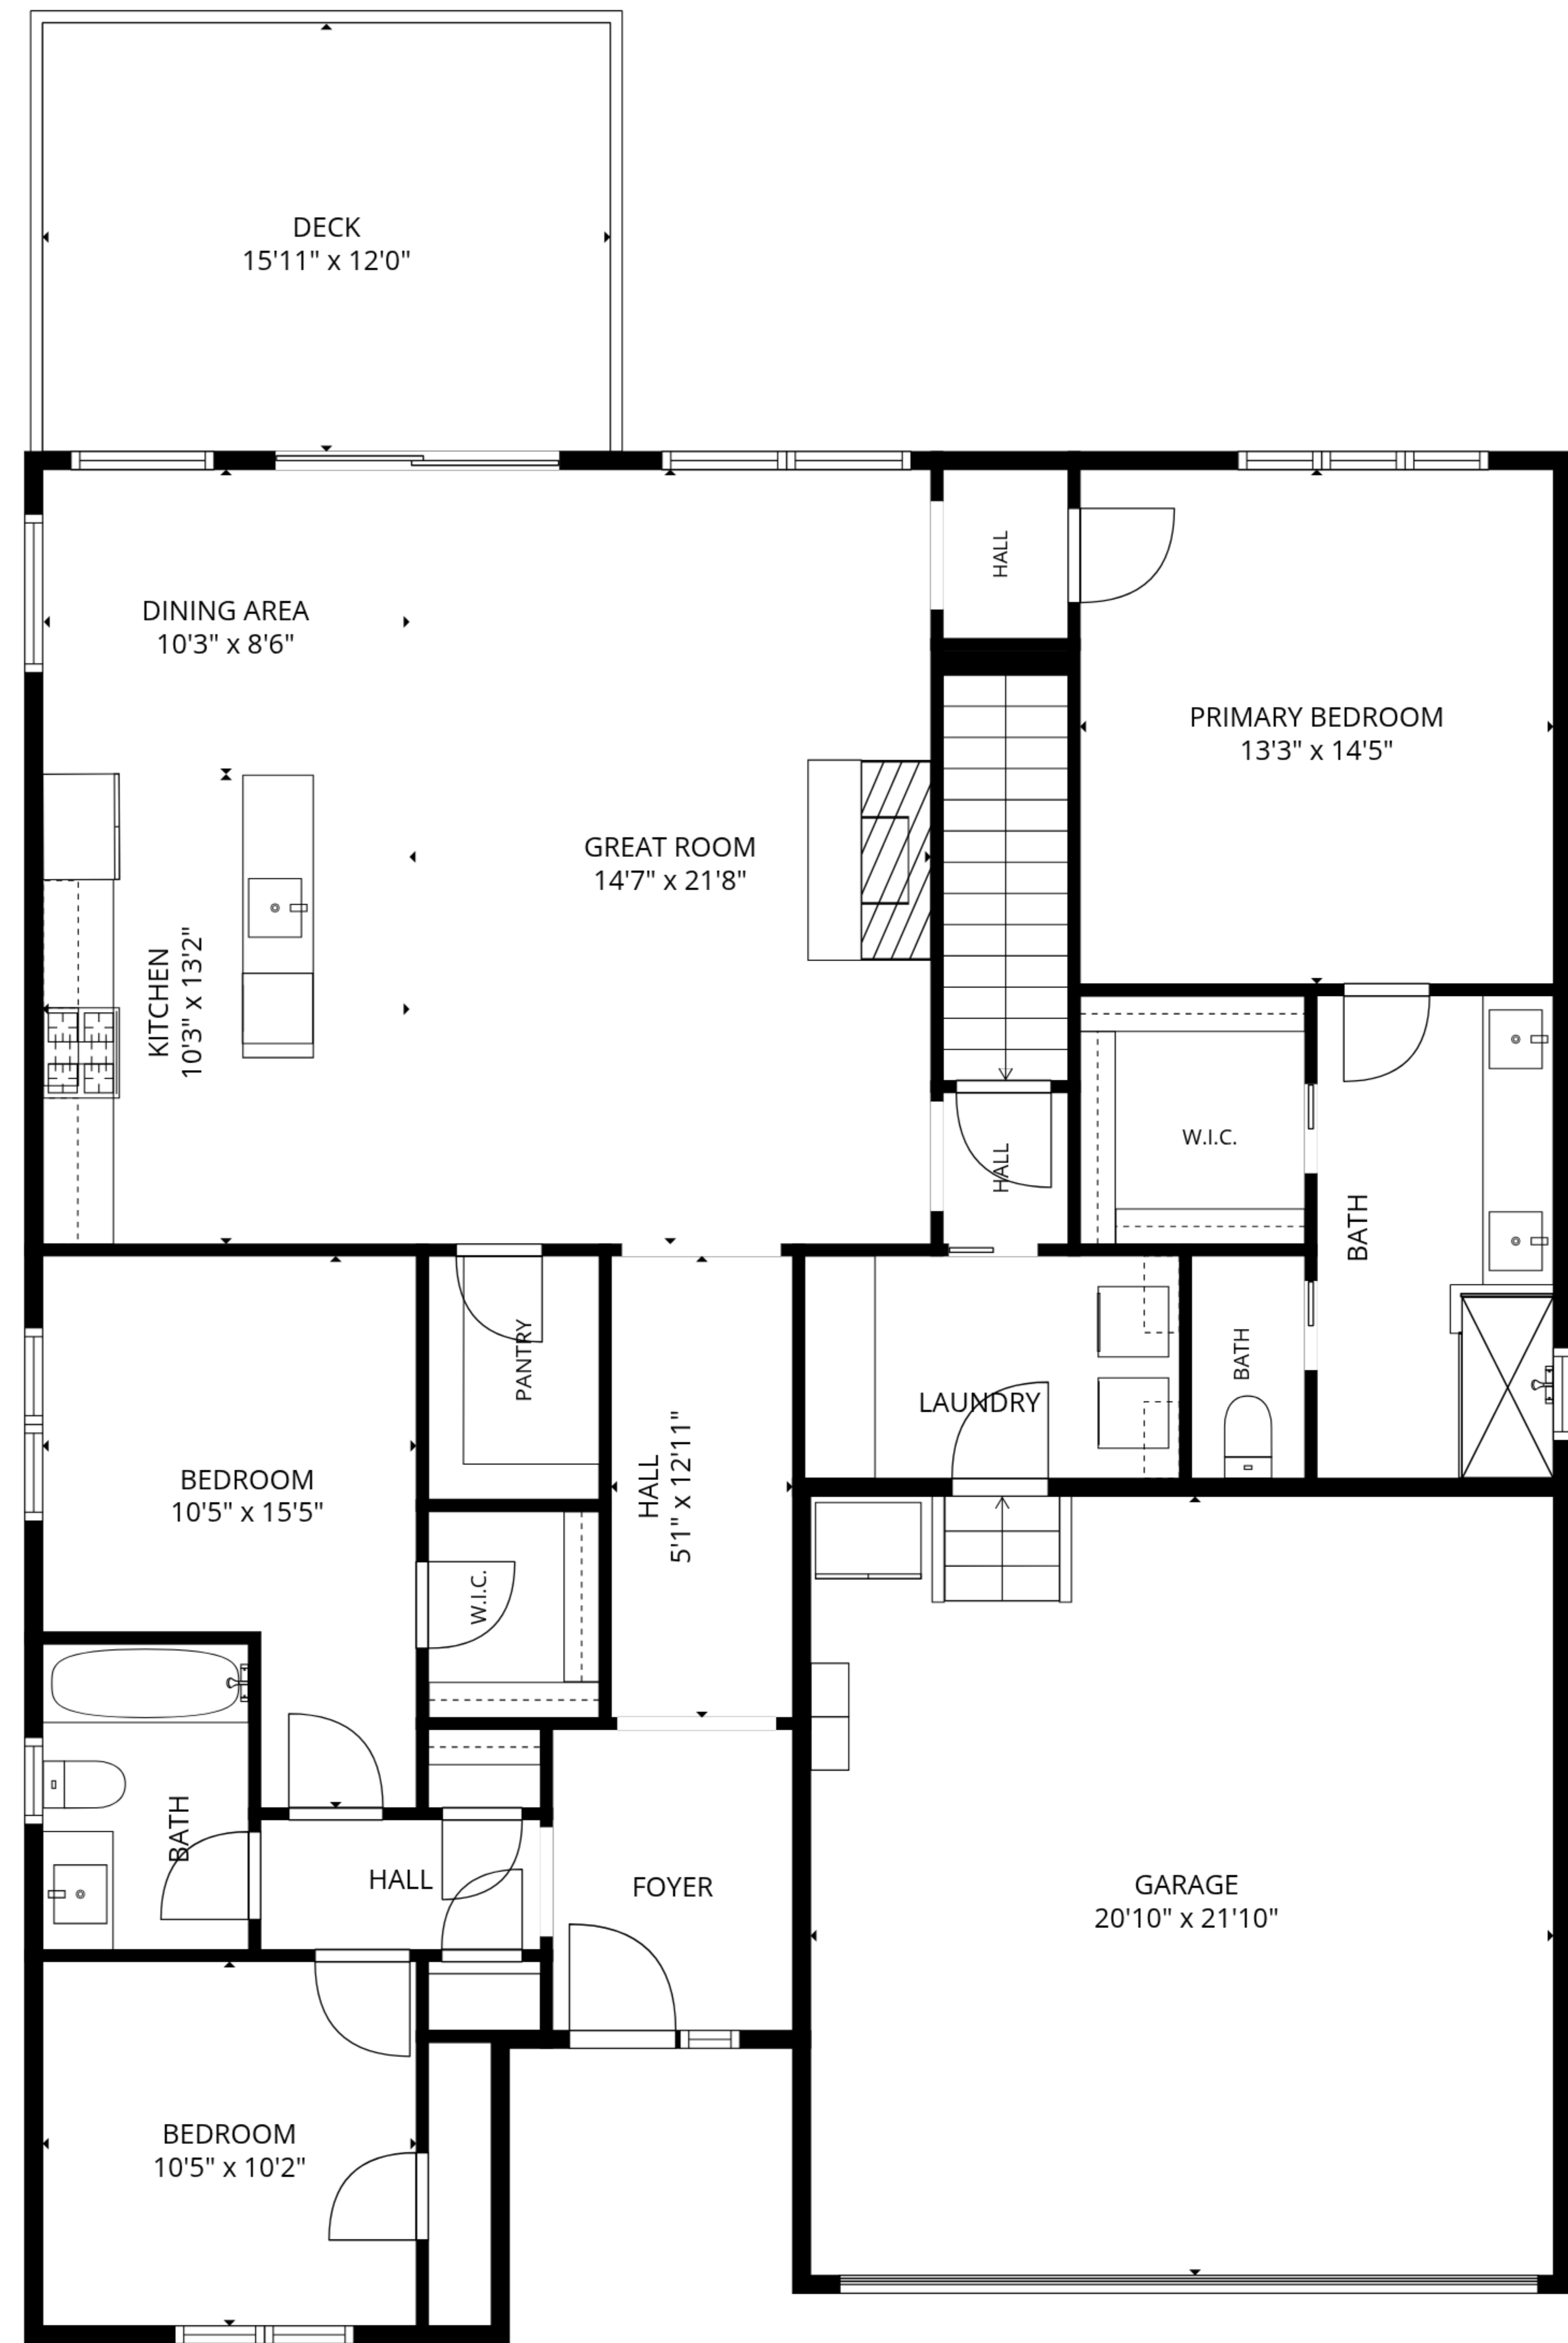 DECK
15'11" x 12'0"
HALL
DINING AREA
10'3" x 8'6"
PRIMARY BEDROOM
13'3" x 14'5"
GREAT ROOM
14'7" x 21'8"
KITCHEN
10'3" x 13'2"
HALL
W.I.C.
BATH
PANTRY
BATH
LAUNDRY
BEDROOM
10'5" x 15'5"
HALL
5'1" x 12'11"
W.I.C.
BATH
HALL
FOYER
GARAGE
20'10" x 21'10"
BEDROOM
10'5" x 10'2"